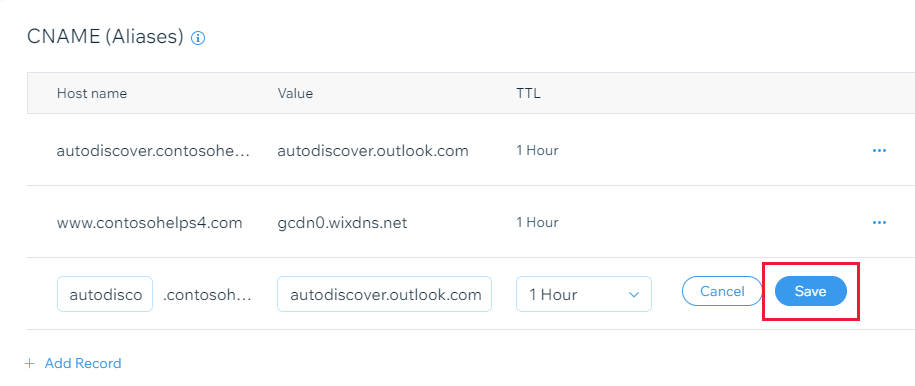 CNAME (Aliases)
Host name Value TTL
autodiscover.contosohe... autodiscover.outlook.com 1 Hour
www.contosohelps4.com gcdn0.wixdns.net 1 Hour
autodisco .contosoh... autodiscover.outlook.com 1 Hour Cancel Save
+ Add Record